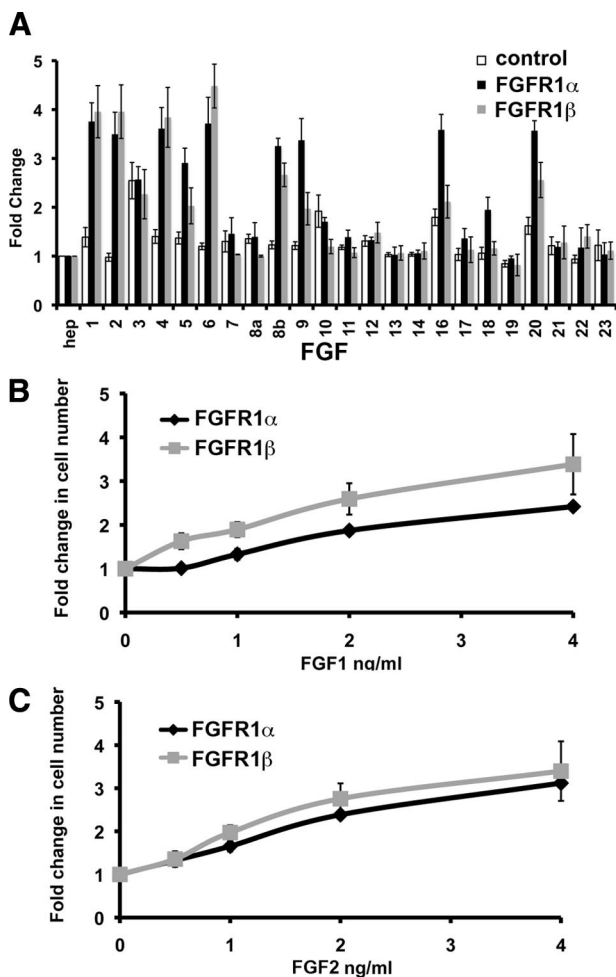 A
5
4
3
2
1
0
Fold Change
control
FGFR1α
FGFR1β
hep 1 2 3 4 5 6 7 8a 8b 9 10 11 12 13 14 16 17 18 19 20 21 22 23
FGF
B
5
4
3
2
1
0
Fold change in cell number
FGFR1α
FGFR1β
0 1 2 3 4
FGF1 ng/ml
C
5
4
3
2
1
0
Fold change in cell number
FGFR1α
FGFR1β
0 1 2 3 4
FGF2 ng/ml